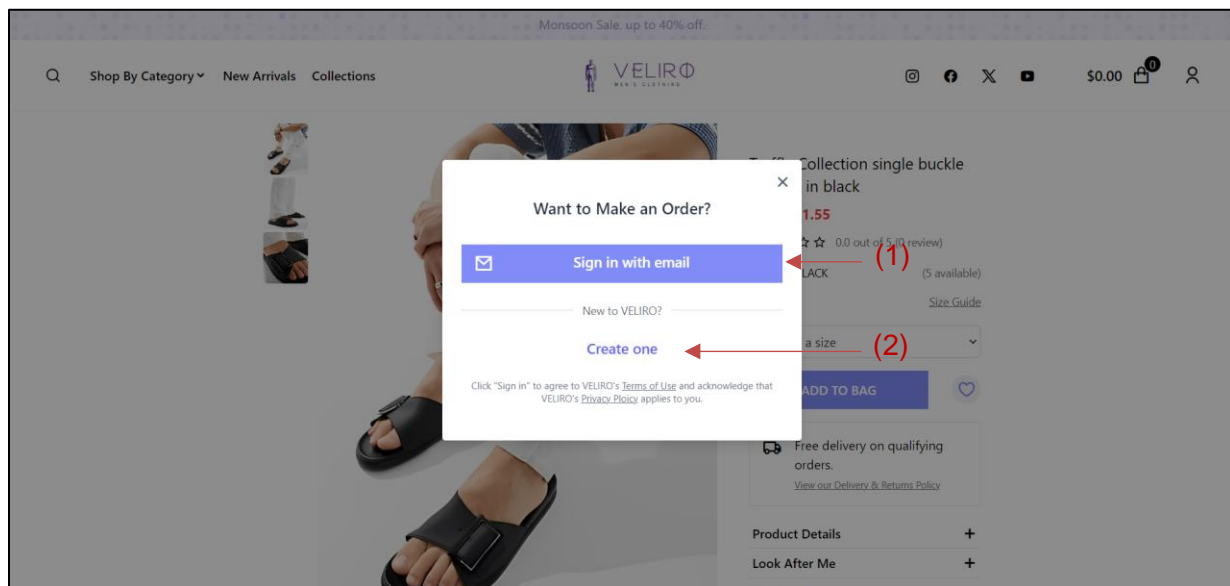 Monsoon Sale. up to 40% off.
Shop By Category New Arrivals Collections
VELIRO
MEN'S CLOTHING
$0.00 0
Collection single buckle
in black
1.55
0.0 out of 5 (0 review)
LACK (5 available)
Size Guide
a size
ADD TO BAG
Free delivery on qualifying
orders.
View our Delivery & Returns Policy
Product Details +
Look After Me +
Want to Make an Order?
Sign in with email
(1)
New to VELIRO?
Create one
(2)
Click "Sign in" to agree to VELIRO's Terms of Use and acknowledge that
VELIRO's Privacy Ploicy applies to you.